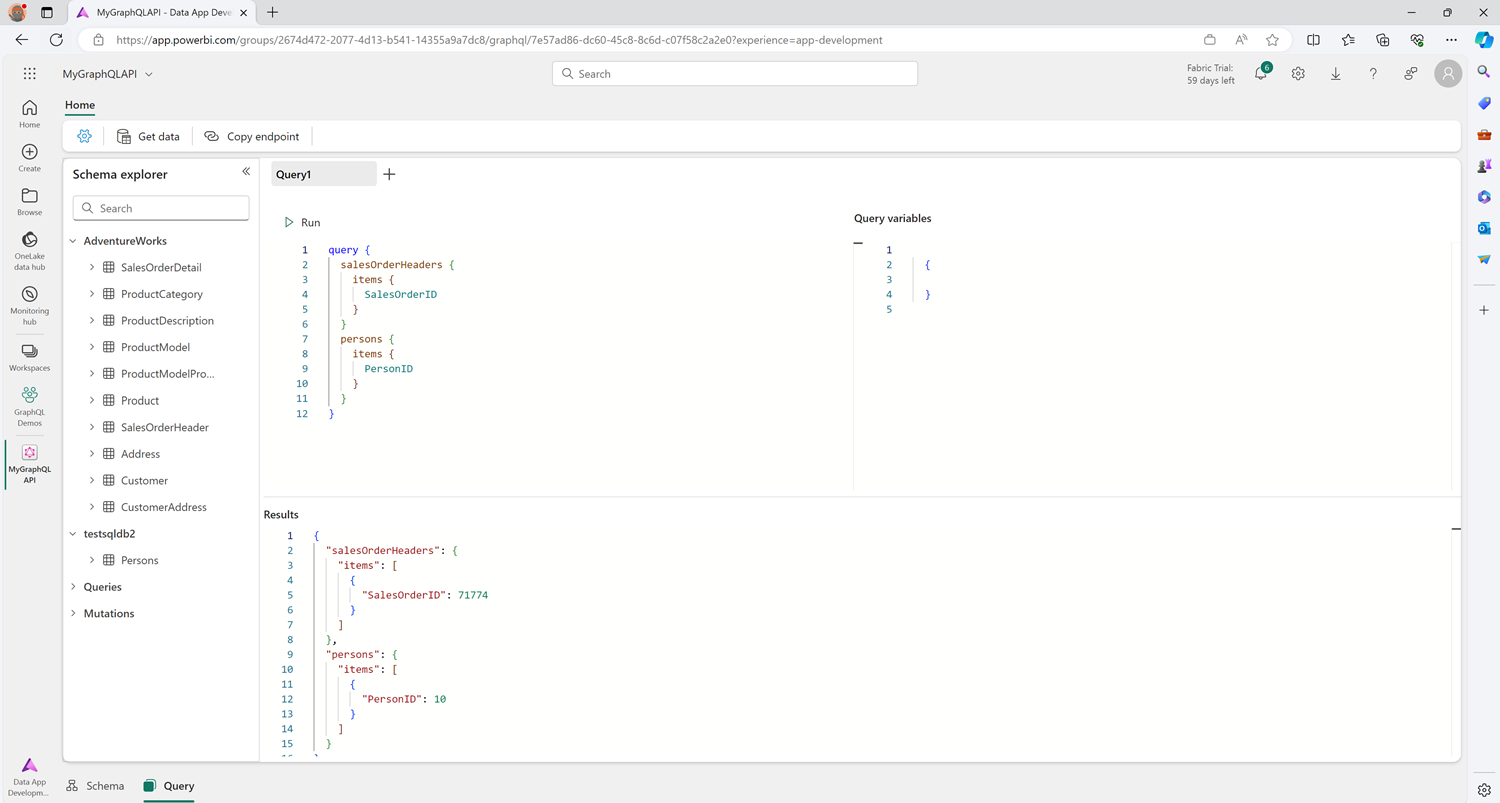 MyGraphQLAPI - Data App Deve
https://app.powerbi.com/groups/2674d472-2077-4d13-b541-14355a9a7dc8/graphql/7e57ad86-dc60-45c8-8c6d-c07f58c2a2e0?experience=app-development
MyGraphQLAPI
Search
Fabric Trial:
59 days left
6
Home
Create
Browse
OneLake
data hub
Monitoring
hub
Workspaces
GraphQL
Demos
MyGraphQL
API
Data App
Developm...
Home
Get data
Copy endpoint
Schema explorer
Search
AdventureWorks
SalesOrderDetail
ProductCategory
ProductDescription
ProductModel
ProductModelPro...
Product
SalesOrderHeader
Address
Customer
CustomerAddress
testsqldb2
Persons
Queries
Mutations
Query1
Run
1 query {
2 salesOrderHeaders {
3 items {
4 SalesOrderID
5 }
6 }
7 persons {
8 items {
9 PersonID
10 }
11 }
12 }
Query variables
1
2 {
3
4 }
5
Results
1 {
2 "salesOrderHeaders": {
3 "items": [
4 {
5 "SalesOrderID": 71774
6 }
7 ]
8 },
9 "persons": {
10 "items": [
11 {
12 "PersonID": 10
13 }
14 ]
15 }
Schema
Query